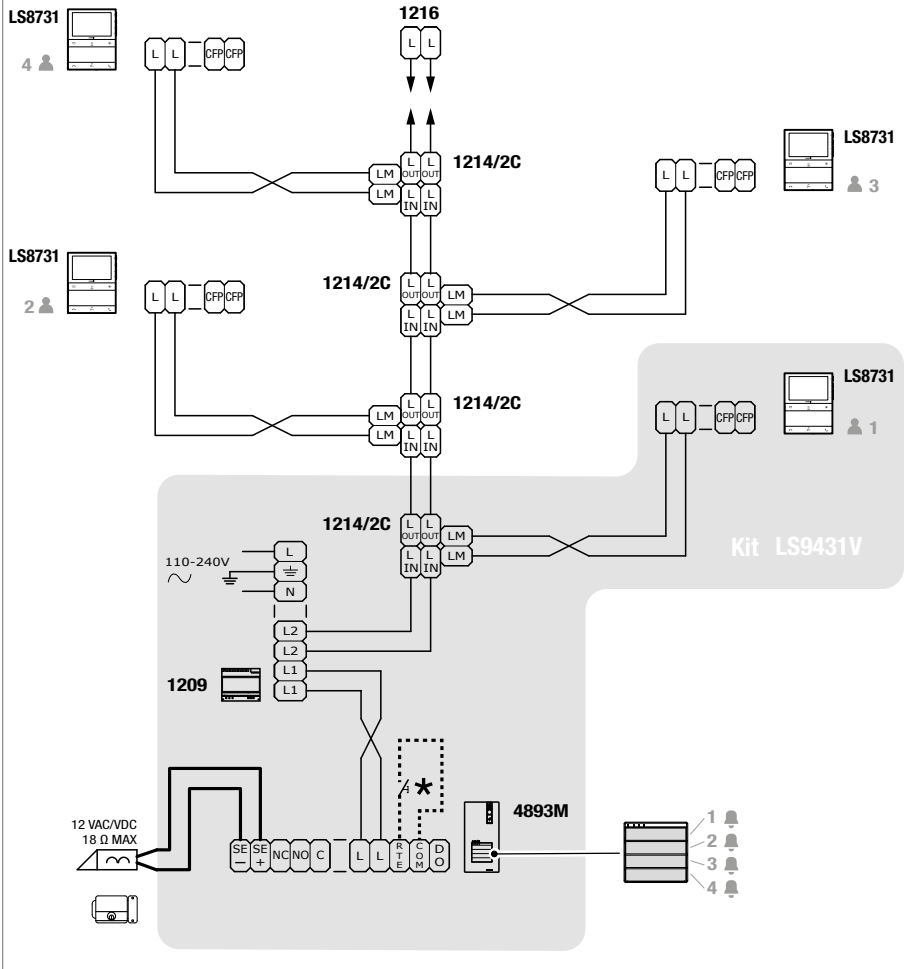 LS8731
4
L L CFP CFP
1216
L L
1214/2C
L OUT L OUT
LM
LM
L IN L IN
LS8731
3
L L CFP CFP
LS8731
2
L L CFP CFP
1214/2C
L OUT L OUT
LM
LM
L IN L IN
1214/2C
L OUT L OUT
LM
LM
L IN L IN
LS8731
1
L L CFP CFP
1214/2C
L OUT L OUT
LM
LM
L IN L IN
Kit LS9431V
110-240V
L
N
L2
L2
L1
L1
1209
*
4893M
12 VAC/VDC
18 Ω MAX
SE – SE + NC NO C L L RTE COM DO
1
2
3
4